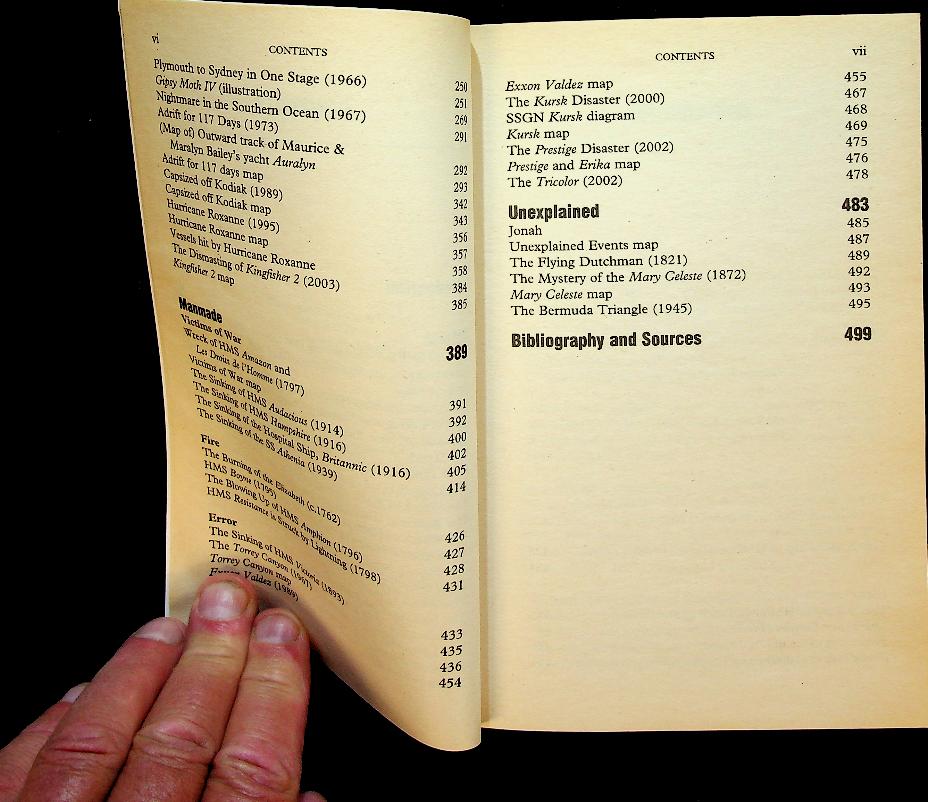 vi
CONTENTS
Plymouth to Sydney in One Stage (1966) 250
Gipsy Moth IV (illustration) 251
Nightmare in the Southern Ocean (1967) 269
Adrift for 117 Days (1973) 291
(Map of) Outward track of Maurice &
Maralyn Bailey's yacht Auralyn 292
Adrift for 117 days map 293
Capsized off Kodiak (1989) 342
Capsized off Kodiak map 343
Hurricane Roxanne (1995) 356
Hurricane Roxanne map 357
Vessels hit by Hurricane Roxanne 358
The Dismasting of Kingfisher 2 (2003) 384
Kingfisher 2 map 385
Manmade 389
Victims of War
Wreck of HMS Amazon and
Les Droits de l'Homme (1797) 391
Victims of War map 392
The Sinking of HMS Audacious (1914) 400
The Sinking of HMS Hampshire (1916) 402
The Sinking of the Hospital Ship, Britannic (1916) 405
The Sinking of the SS Athenia (1939) 414
Fire
The Burning of the Elizabeth (c.1762) 426
HMS Boyne (1795) 427
The Blowing Up of HMS Amphion (1796) 428
HMS Resistance is Struck by Lightning (1798) 431
Error
The Sinking of HMS Victoria (1893) 433
The Torrey Canyon (1967) 435
Torrey Canyon map 436
Exxon Valdez (1989) 454
CONTENTS
vii
Exxon Valdez map 455
The Kursk Disaster (2000) 467
SSGN Kursk diagram 468
Kursk map 469
The Prestige Disaster (2002) 475
Prestige and Erika map 476
The Tricolor (2002) 478
Unexplained 483
Jonah 485
Unexplained Events map 487
The Flying Dutchman (1821) 489
The Mystery of the Mary Celeste (1872) 492
Mary Celeste map 493
The Bermuda Triangle (1945) 495
Bibliography and Sources 499